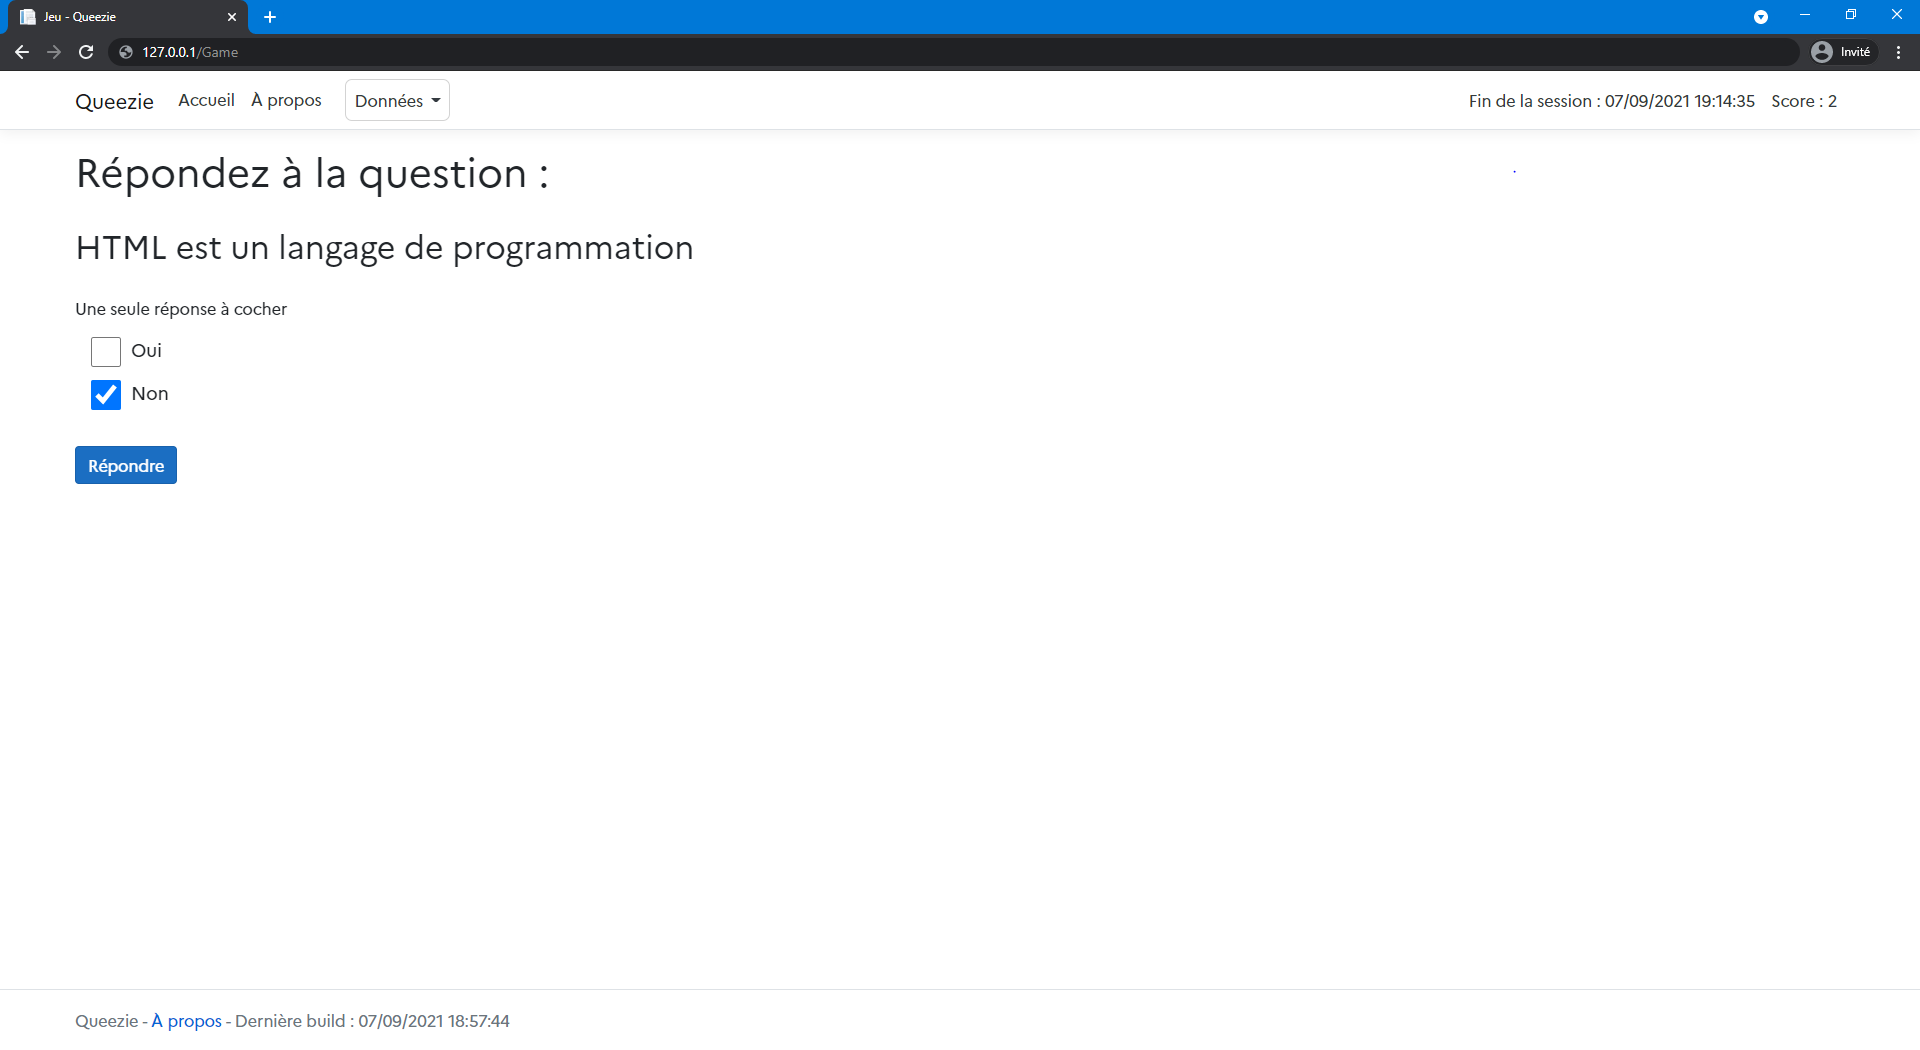 Jeu - Queezie
127.0.0.1/Game
Invité
Queezie Accueil À propos Données Fin de la session : 07/09/2021 19:14:35 Score : 2
Répondez à la question :
HTML est un langage de programmation
Une seule réponse à cocher
Oui
Non
Répondre
Queezie - À propos - Dernière build : 07/09/2021 18:57:44